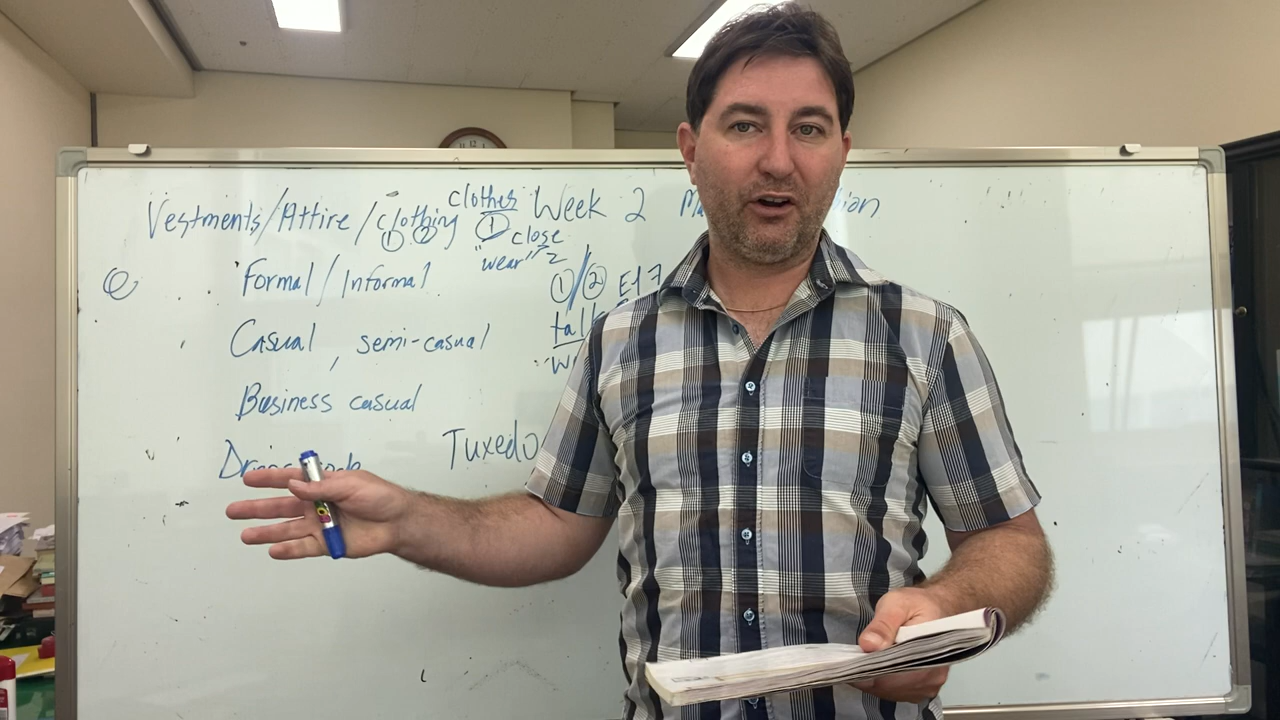 clothes Week 2
Vestments/Attire/clothing ① close
① ② "wear" 2
e Formal/Informal ①/② E17
Casual, semi-casual talk
Business casual
Tuxedo